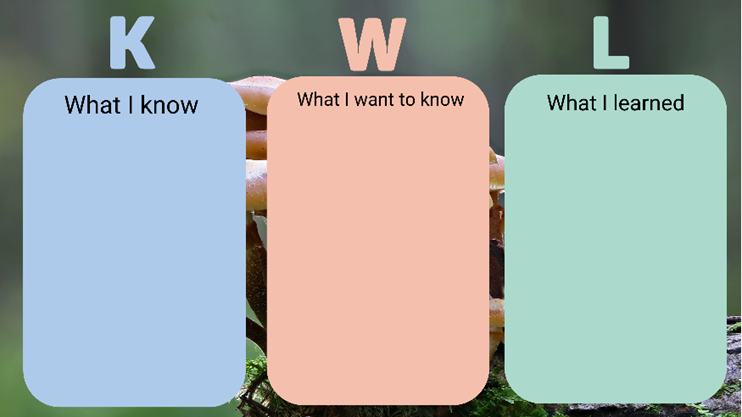 K
W
L
What I know
What I want to know
What I learned